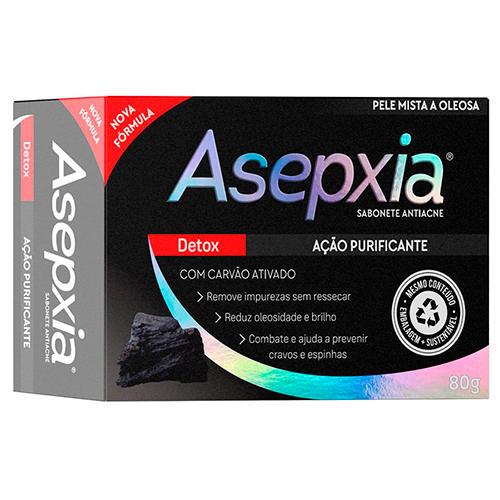 NOVA
FÓRMULA
Detox
Asepxia®
SABONETE ANTIACNE
AÇÃO PURIFICANTE
NOVA
FÓRMULA
PELE MISTA A OLEOSA
Asepxia®
SABONETE ANTIACNE
Detox
AÇÃO PURIFICANTE
COM CARVÃO ATIVADO
> Remove impurezas sem ressecar
> Reduz oleosidade e brilho
> Combate e ajuda a prevenir
cravos e espinhas
MESMO CONTEÚDO
EMBALAGEM + SUSTENTÁVEL
80g